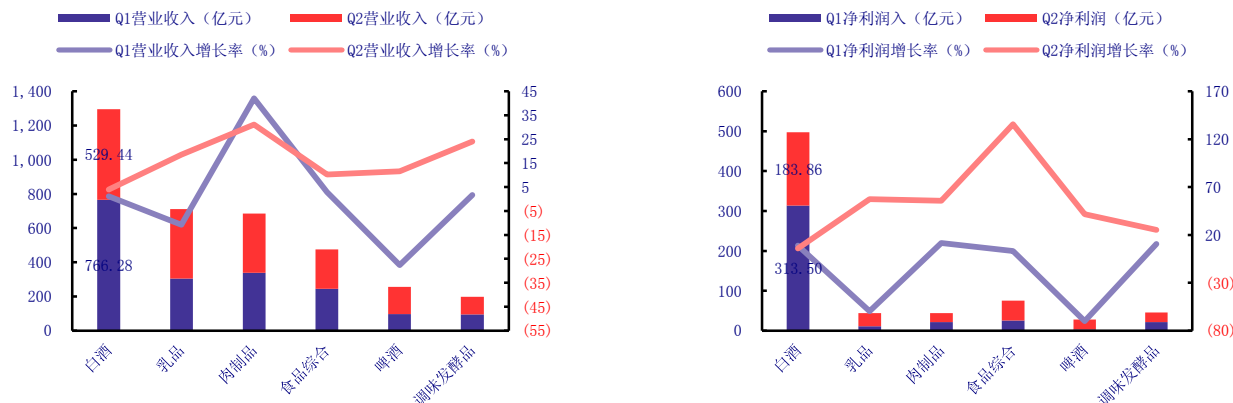 Q1营业收入（亿元） Q2营业收入（亿元）
Q1营业收入增长率（%） Q2营业收入增长率（%）
1,400
1,200
1,000
800
600
400
200
0
45
35
25
15
5
(5)
(15)
(25)
(35)
(45)
(55)
529.44
766.28
白酒
乳品
肉制品
食品综合
啤酒
调味发酵品
Q1净利润入（亿元） Q2净利润（亿元）
Q1净利润增长率（%） Q2净利润增长率（%）
600
500
400
300
200
100
0
170
120
70
20
(30)
(80)
183.86
313.50
白酒
乳品
肉制品
食品综合
啤酒
调味发酵品